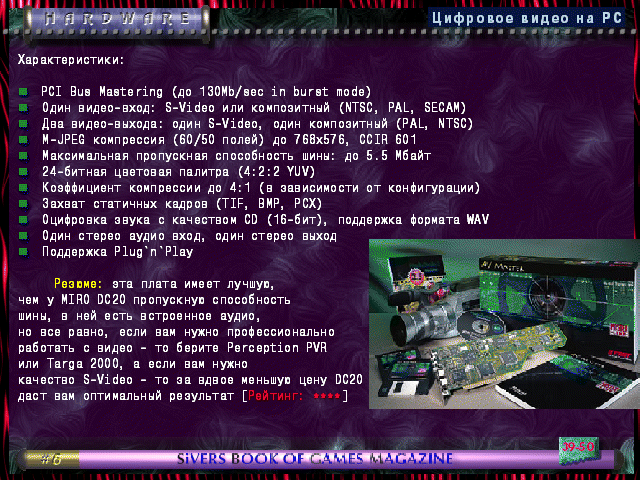 HARDWARE
Цифровое видео на PC
Характеристики:
PCI Bus Mastering (до 130Mb/sec in burst mode)
Один видео-вход: S-Video или композитный (NTSC, PAL, SECAM)
Два видео-выхода: один S-Video, один композитный (PAL, NTSC)
M-JPEG компрессия (60/50 полей) до 768x576, CCIR 601
Максимальная пропускная способность шины: до 5.5 Мбайт
24-битная цветовая палитра (4:2:2 YUV)
Коэффициент компрессии до 4:1 (в зависимости от конфигурации)
Захват статичных кадров (TIF, BMP, PCX)
Оцифровка звука с качеством CD (16-бит), поддержка формата WAV
Один стерео аудио вход, один стерео выход
Поддержка Plug`n`Play
Резюме: эта плата имеет лучшую,
чем у MIRO DC20 пропускную способность
шины, в ней есть встроенное аудио,
но все равно, если вам нужно профессионально
работать с видео - то берите Perception PVR
или Targa 2000, а если вам нужно
качество S-Video - то за вдвое меньшую цену DC20
даст вам оптимальный результат [Рейтинг: ****]
AV MASTER
#6
SIVERS BOOK OF GAMES MAGAZINE
J9-50